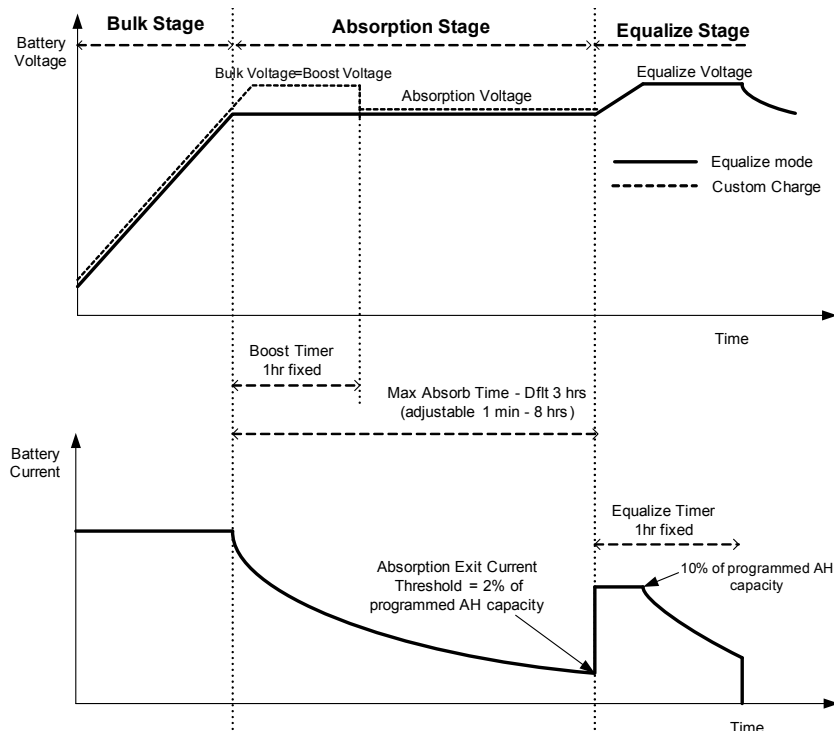 Bulk Stage
Absorption Stage
Equalize Stage
Battery
Voltage
Bulk Voltage=Boost Voltage
Absorption Voltage
Equalize Voltage
Equalize mode
Custom Charge
Time
Boost Timer
1hr fixed
Max Absorb Time - Dflt 3 hrs
(adjustable 1 min - 8 hrs)
Battery
Current
Equalize Timer
1hr fixed
Absorption Exit Current
Threshold = 2% of
programmed AH capacity
10% of programmed AH
capacity
Time